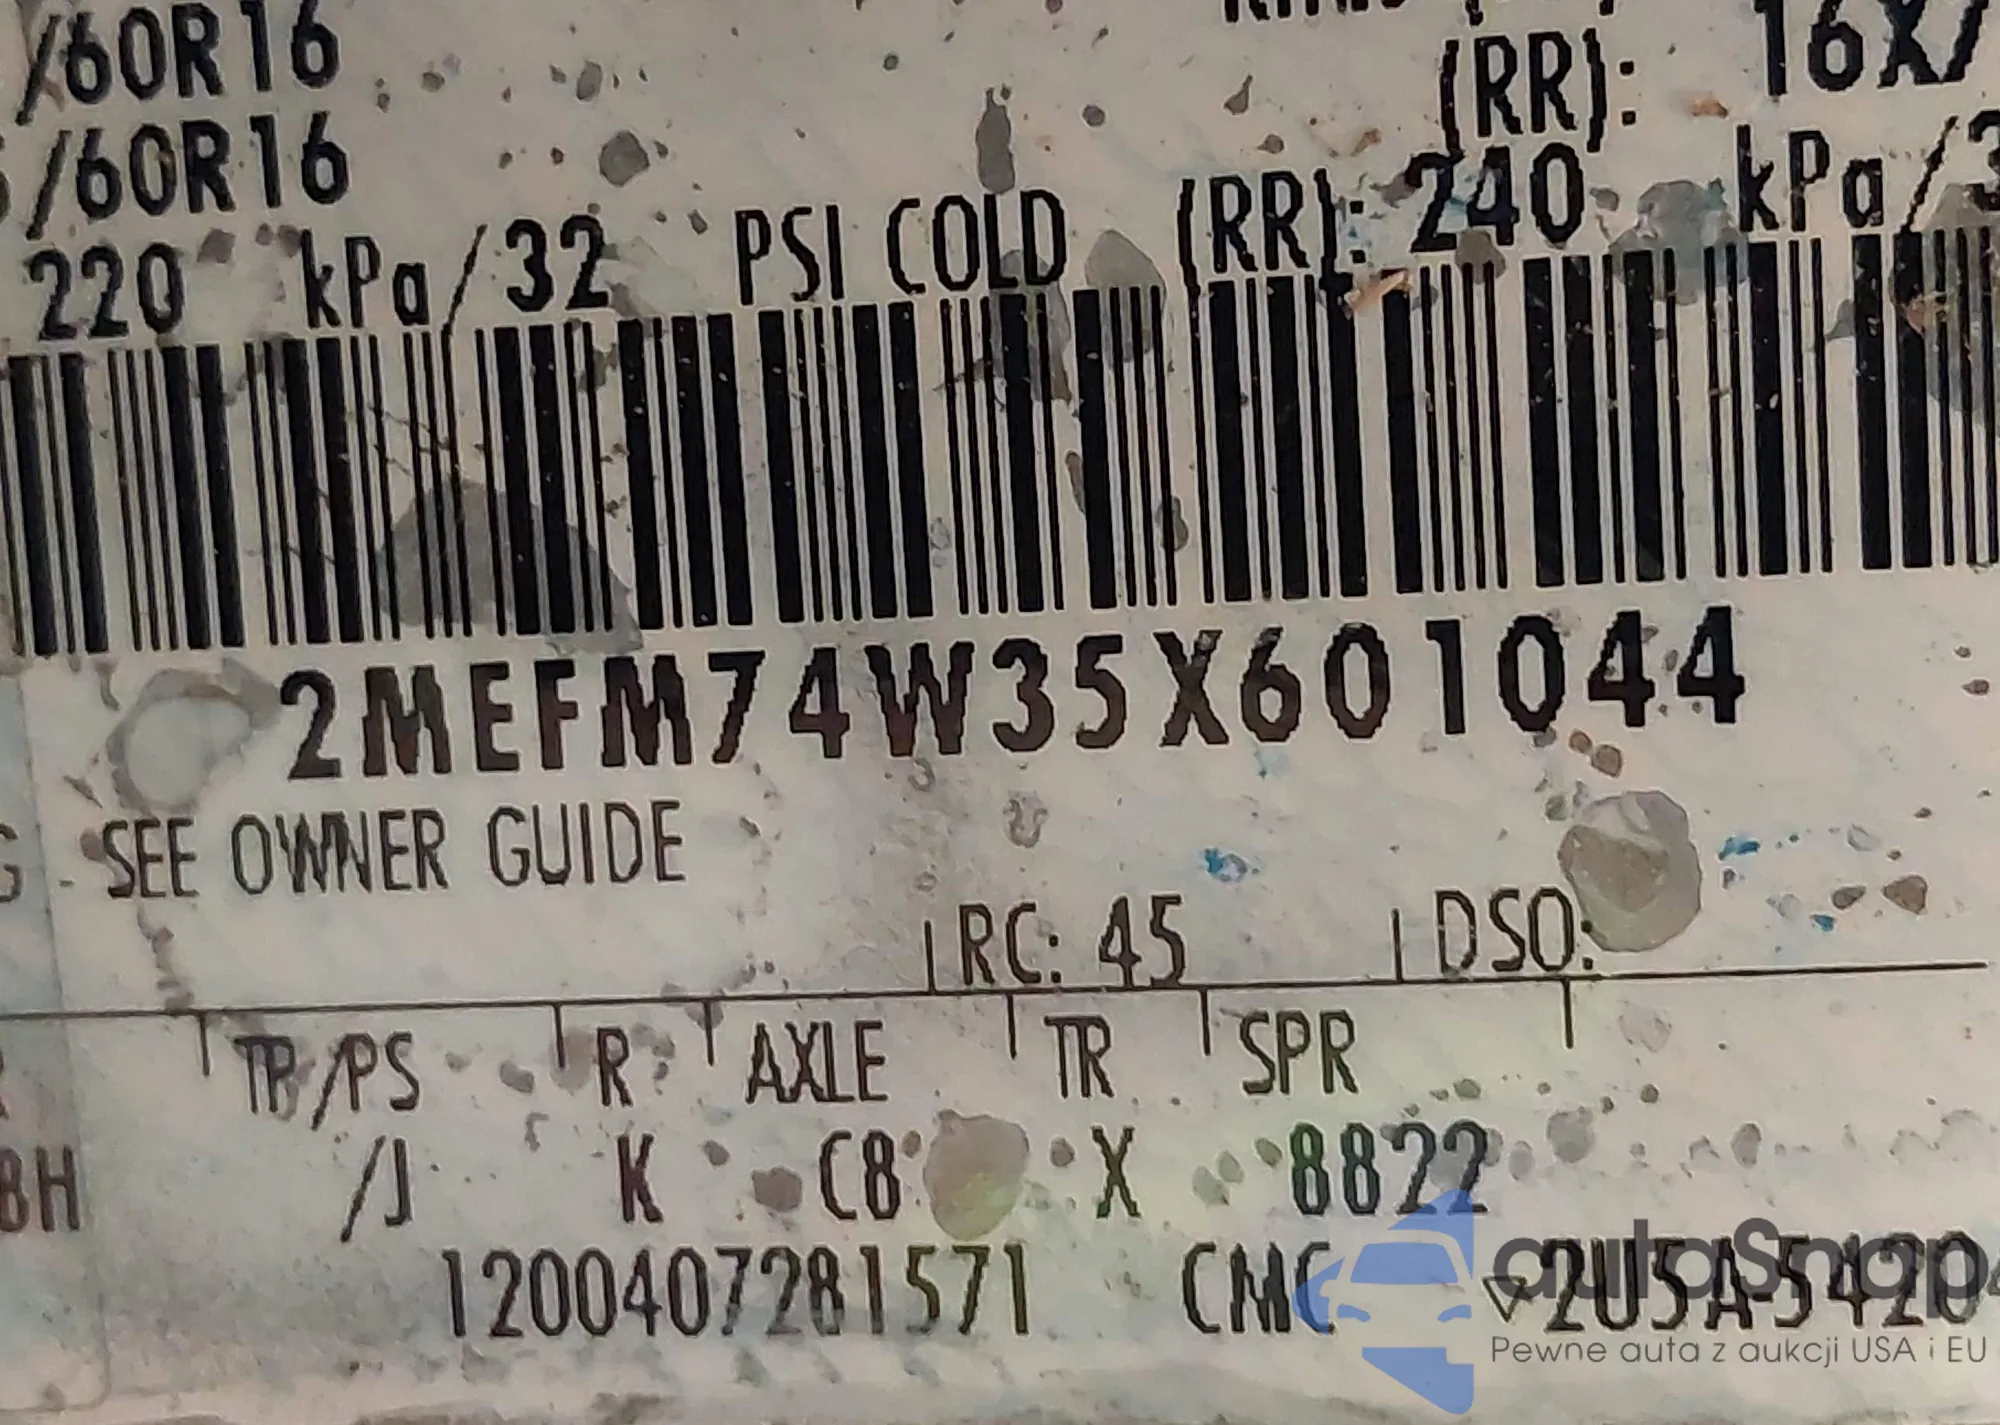 /60R16
(RR): 16X7
/60R16
220 kPa/32 PSI COLD (RR): 240 kPa/3
2MEFM74W35X601044
SEE OWNER GUIDE
RC: 45 DSO:
TP/PS R AXLE TR SPR
8H /J K C8 X 8822
1200407281571 CMC ▽2U5A5420
autoSnap
Pewne auta z aukcji USA i EU